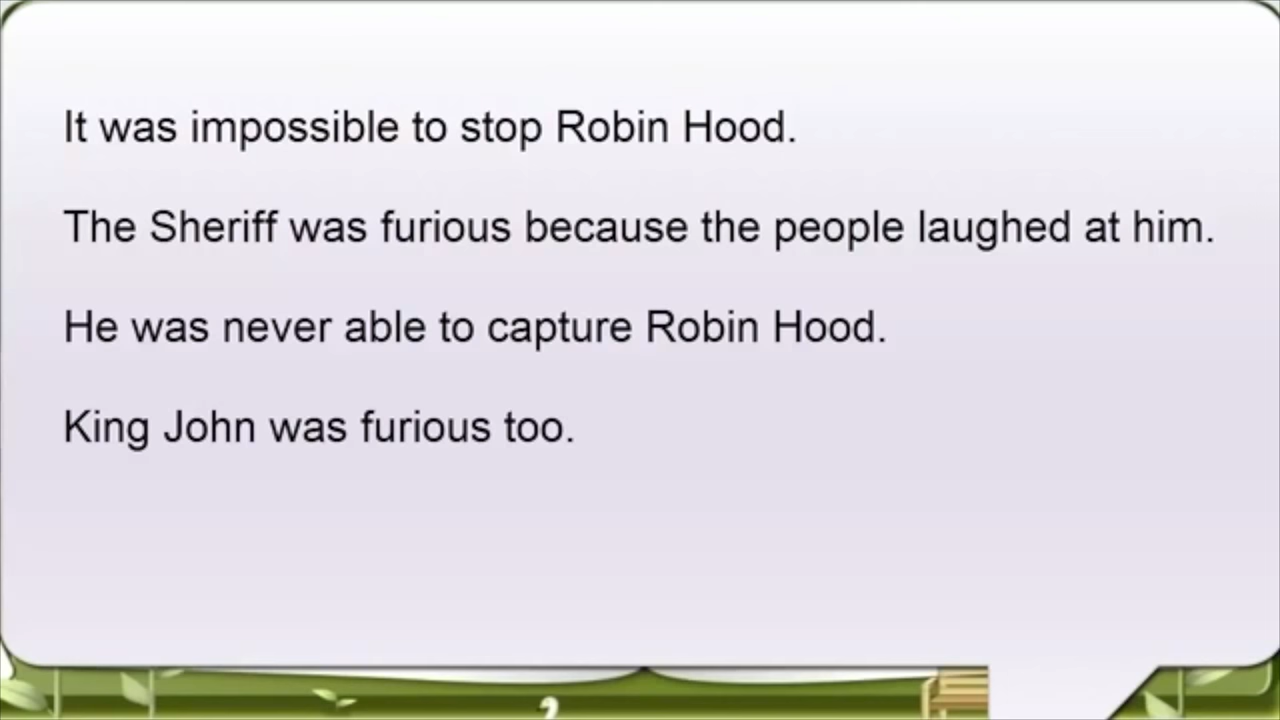 It was impossible to stop Robin Hood.
The Sheriff was furious because the people laughed at him.
He was never able to capture Robin Hood.
King John was furious too.